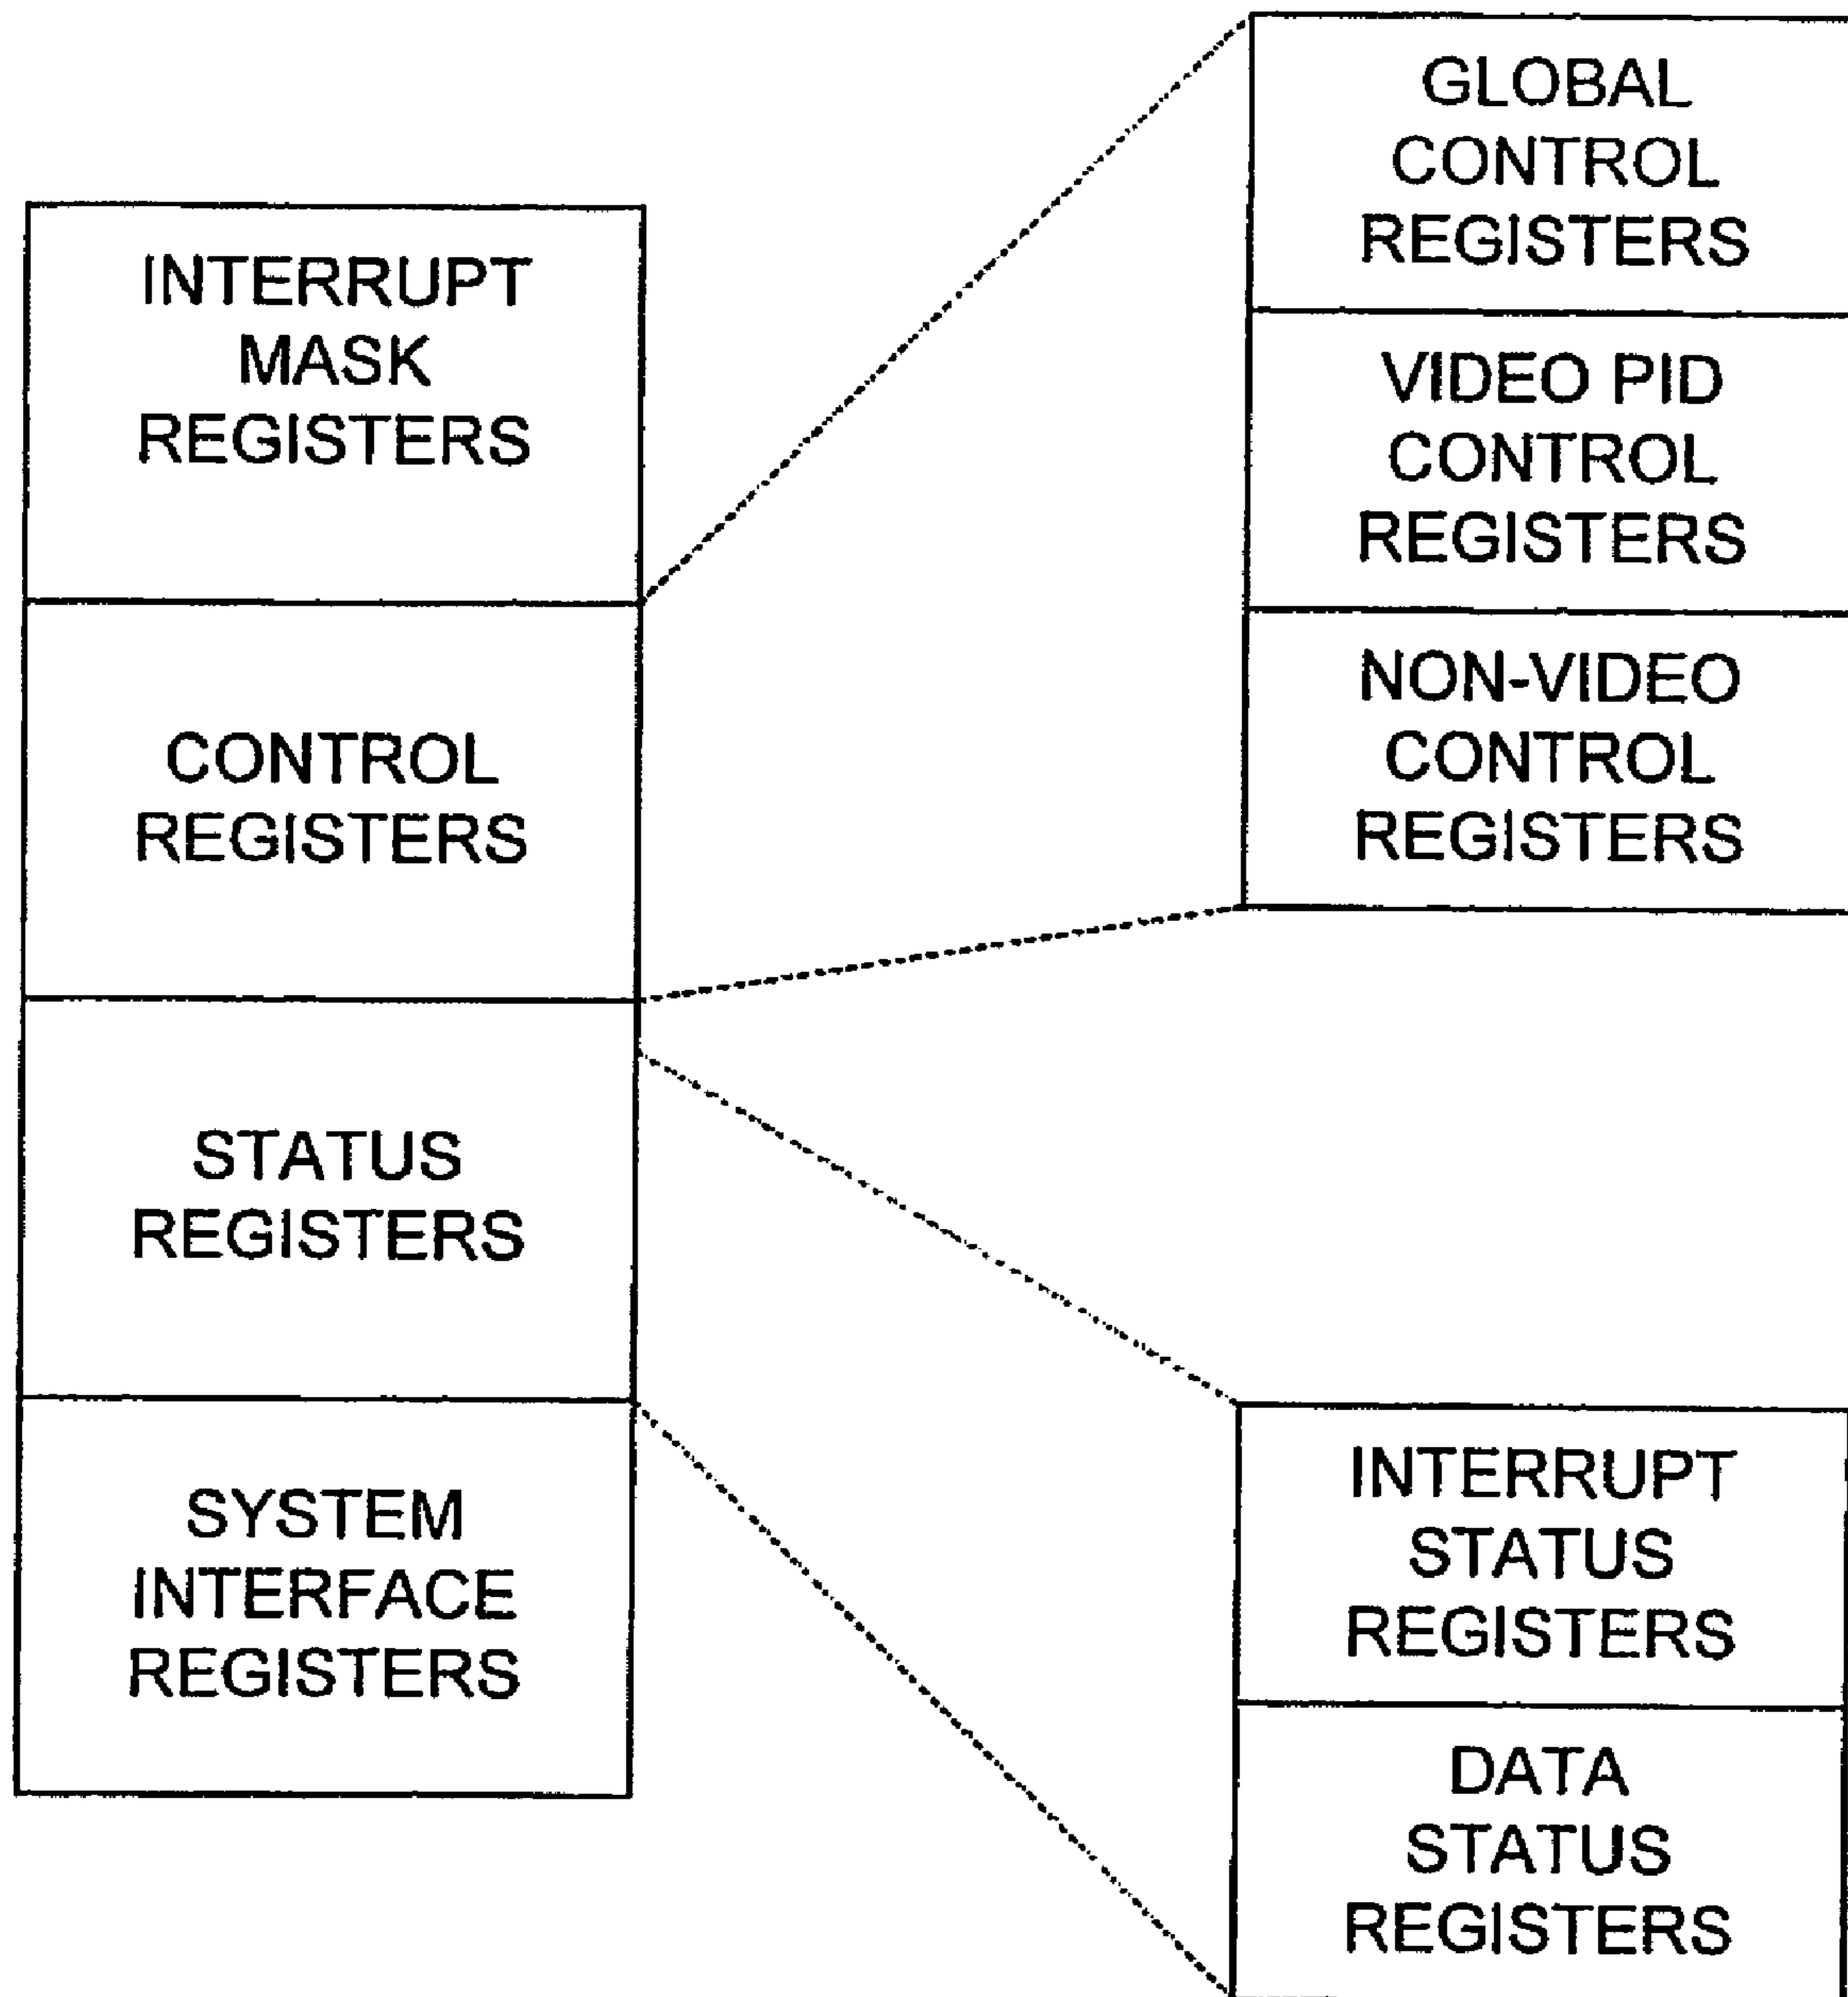 INTERRUPT
MASK
REGISTERS
CONTROL
REGISTERS
STATUS
REGISTERS
SYSTEM
INTERFACE
REGISTERS
GLOBAL
CONTROL
REGISTERS
VIDEO PID
CONTROL
REGISTERS
NON-VIDEO
CONTROL
REGISTERS
INTERRUPT
STATUS
REGISTERS
DATA
STATUS
REGISTERS